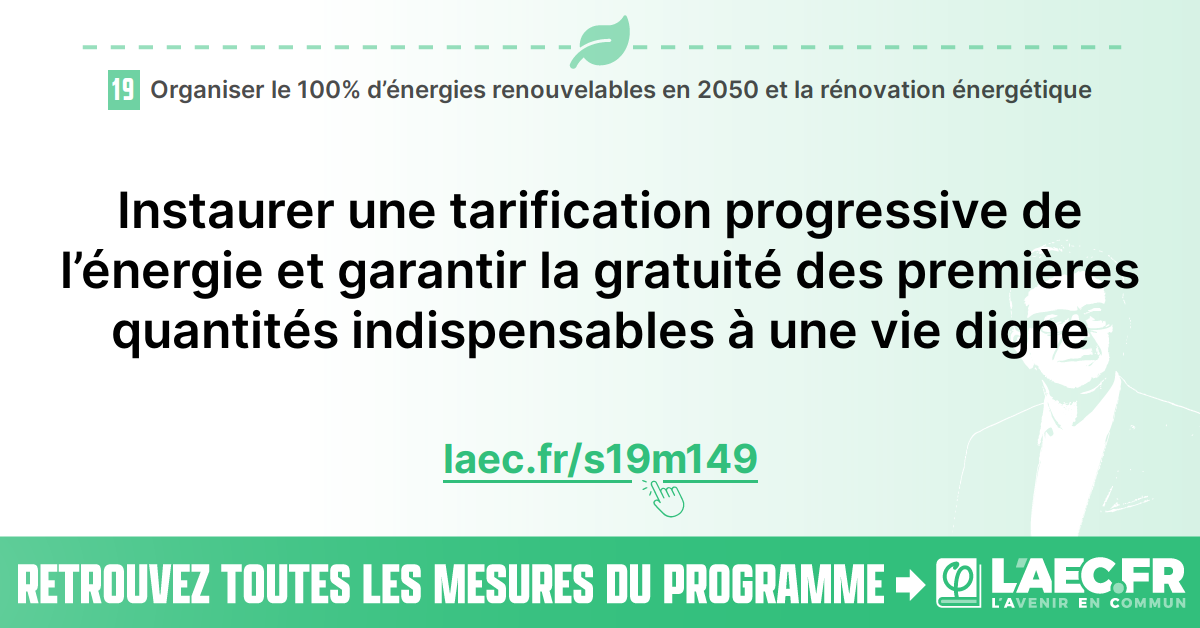 19 Organiser le 100% d’énergies renouvelables en 2050 et la rénovation énergétique
Instaurer une tarification progressive de
l’énergie et garantir la gratuité des premières
quantités indispensables à une vie digne
laec.fr/s19m149
RETROUVEZ TOUTES LES MESURES DU PROGRAMME
φ L'AEC.FR
L'AVENIR EN COMMUN